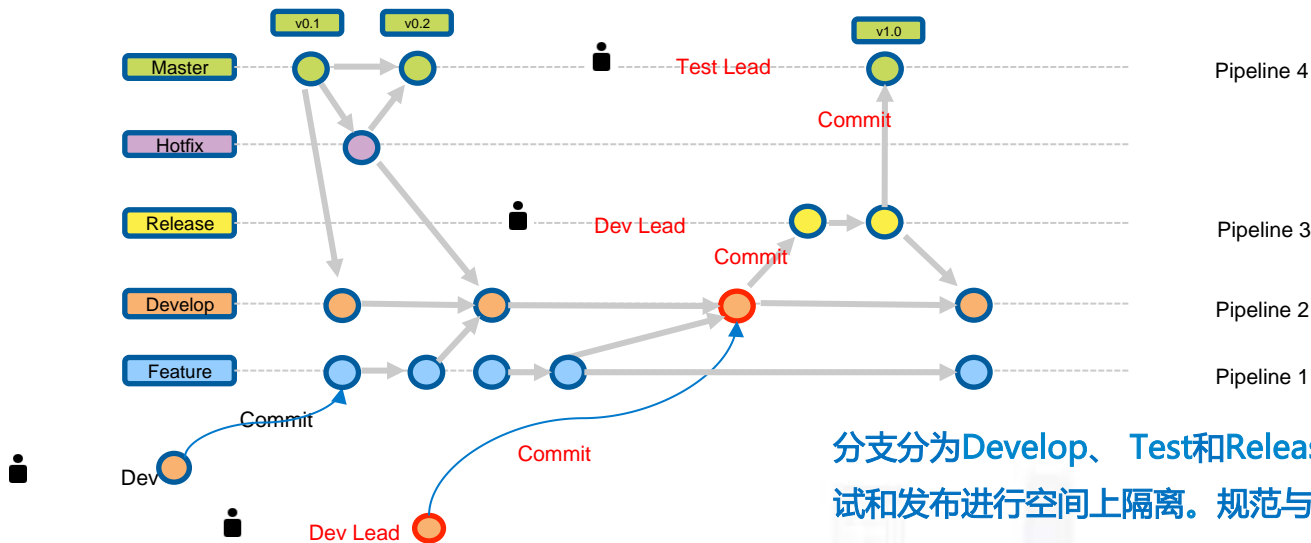 v0.1
v0.2
v1.0
Master
Test Lead
Pipeline 4
Commit
Hotfix
Release
Dev Lead
Pipeline 3
Commit
Develop
Pipeline 2
Feature
Pipeline 1
Commit
Commit
Dev
Dev Lead
分支分为Develop、 Test和Releas
试和发布进行空间上隔离。规范与